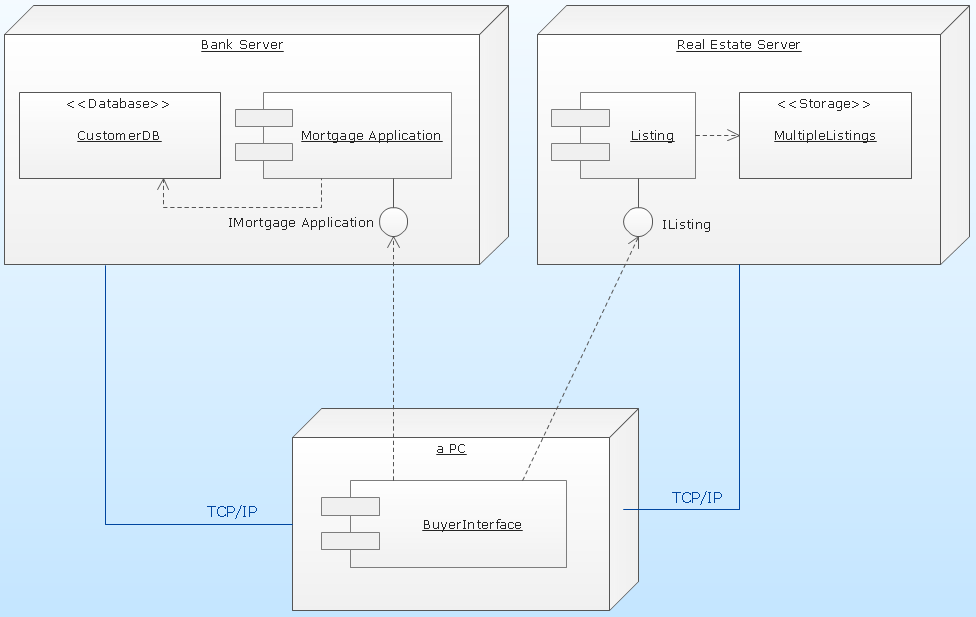 Bank Server
<<Database>>
CustomerDB
Mortgage Application
IMortgage Application
Real Estate Server
Listing
<<Storage>>
MultipleListings
IListing
TCP/IP
TCP/IP
a PC
BuyerInterface